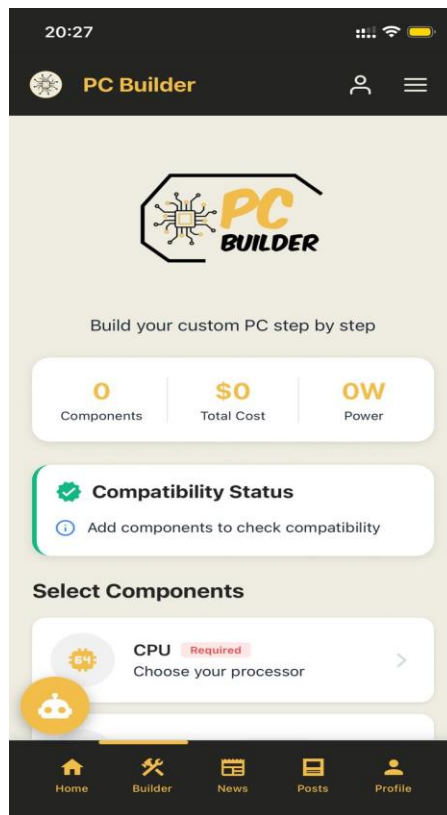 20:27
PC Builder
PC
BUILDER
Build your custom PC step by step
0 $0 0W
Components Total Cost Power
Compatibility Status
Add components to check compatibility
Select Components
CPU Required
64
Choose your processor
Home Builder News Posts Profile